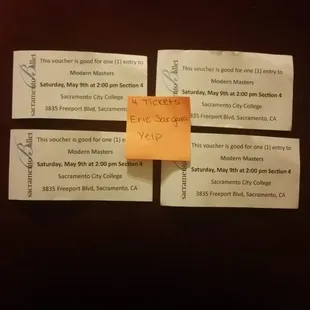 sacramento Ballet
This voucher is good for one (1) entry to
Modern Masters
Saturday, May 9th at 2:00 pm Section 4
Sacramento City College
3835 Freeport Blvd, Sacramento, CA
sacramento Ballet
This voucher is good for one (1) entry to
Modern Masters
Saturday, May 9th at 2:00 pm Section 4
Sacramento City College
3835 Freeport Blvd, Sacramento, CA
4 Tickets
Eric
Yelp
sacramento Ballet
This voucher is good for one (1) entry to
Modern Masters
Saturday, May 9th at 2:00 pm Section 4
Sacramento City College
3835 Freeport Blvd, Sacramento, CA
sacramento Ballet
This voucher is good for one (1) entry to
Modern Masters
Saturday, May 9th at 2:00 pm Section 4
Sacramento City College
3835 Freeport Blvd, Sacramento, CA